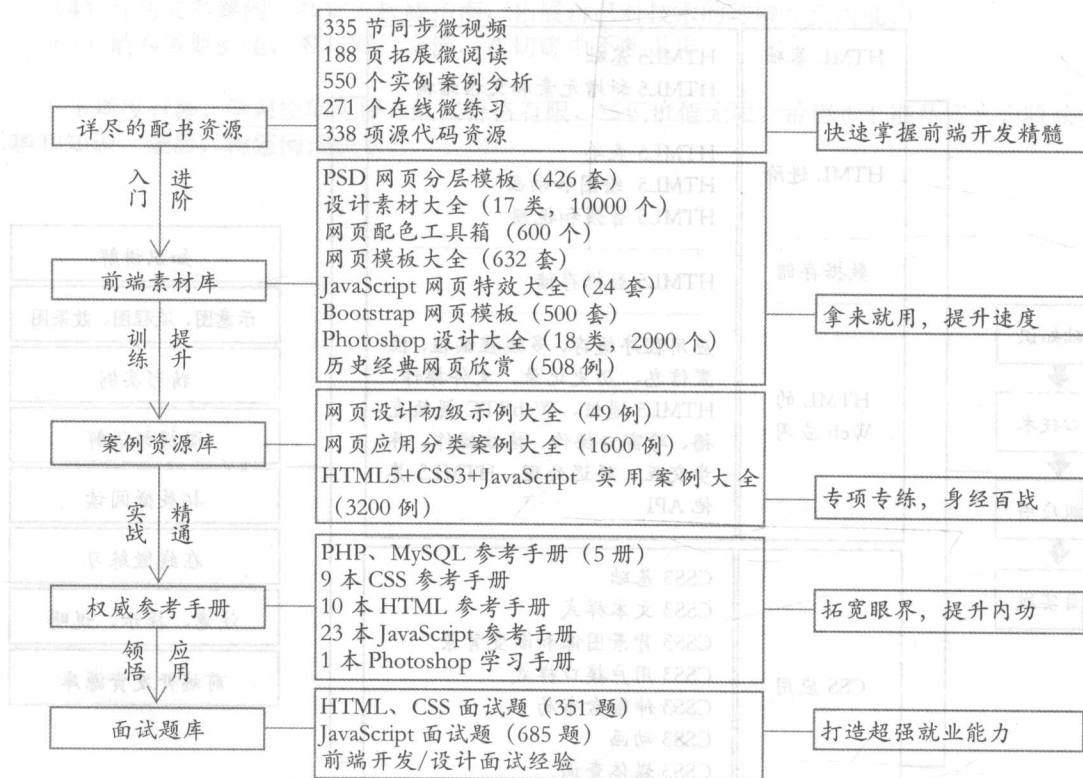 335 节同步微视频
188 页拓展微阅读
550 个实例案例分析
271 个在线微练习
338 项源代码资源
详尽的配书资源
快速掌握前端开发精髓
入门
进阶
PSD 网页分层模板（426 套）
设计素材大全（17 类，10000 个）
网页配色工具箱（600 个）
网页模板大全（632 套）
JavaScript 网页特效大全（24 套）
Bootstrap 网页模板（500 套）
Photoshop 设计大全（18类，2000 个）
历史经典网页欣赏（508 例）
前端素材库
拿来就用，提升速度
训练
提升
网页设计初级示例大全（49 例）
网页应用分类案例大全（1600 例）
HTML5+CSS3+JavaScript 实用案例大全
（3200 例）
案例资源库
专项专练，身经百战
实战
精通
PHP、MySQL 参考手册（5 册）
9 本 CSS 参考手册
10 本 HTML 参考手册
23 本 JavaScript 参考手册
1 本 Photoshop 学习手册
权威参考手册
拓宽眼界，提升内功
领悟
应用
HTML、CSS 面试题（351 题）
JavaScript 面试题（685 题）
前端开发/设计面试经验
面试题库
打造超强就业能力